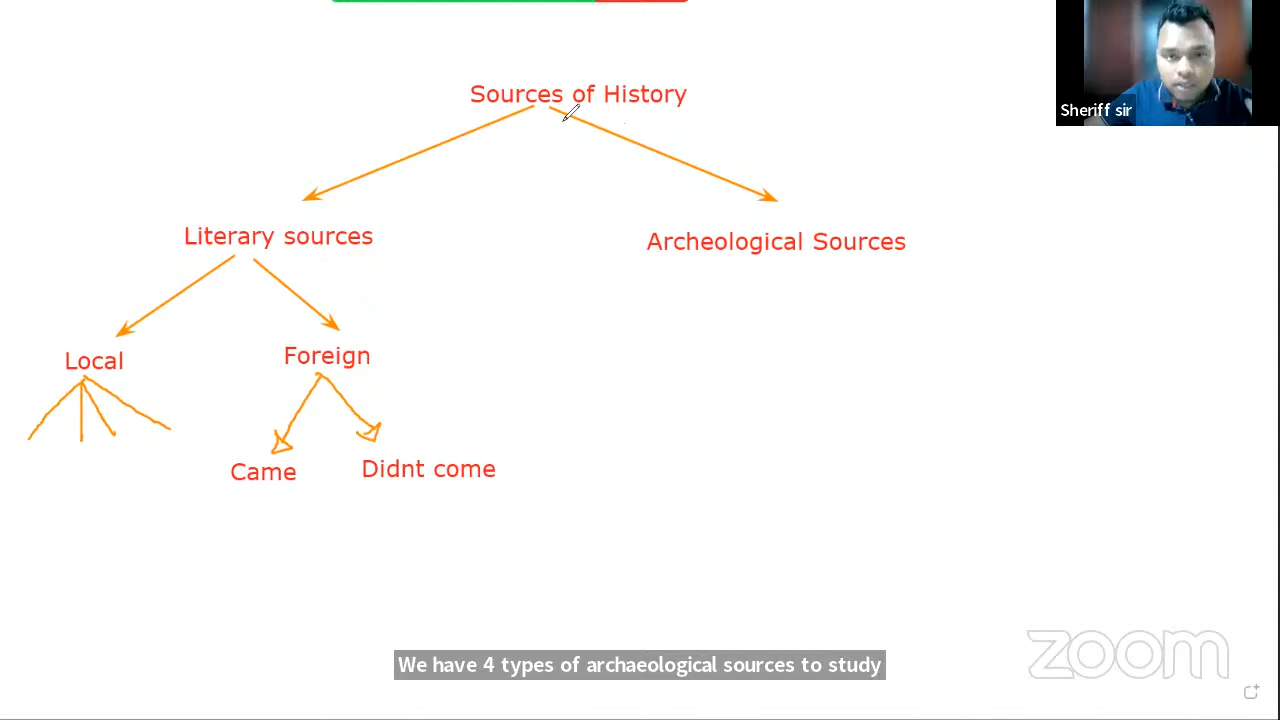 Sources of History
Sheriff sir
Literary sources
Archeological Sources
Local
Foreign
Came
Didnt come
We have 4 types of archaeological sources to study
zoom